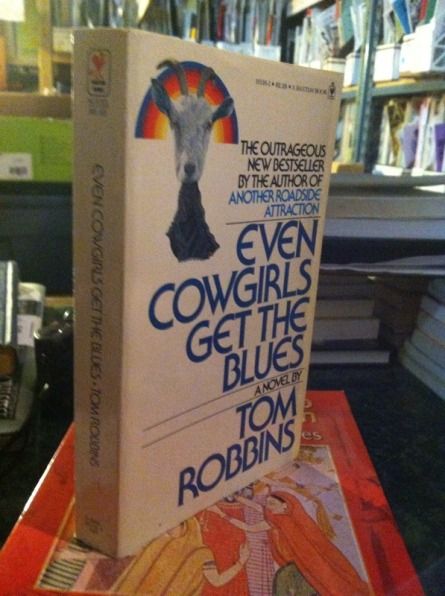 THE OUTRAGEOUS
NEW BESTSELLER
BY THE AUTHOR OF
ANOTHER ROADSIDE
ATTRACTION
EVEN
COWGIRLS
GET THE
BLUES
A NOVEL BY
TOM
ROBBINS
EVEN COWGIRLS GET THE BLUES • TOM ROBBINS